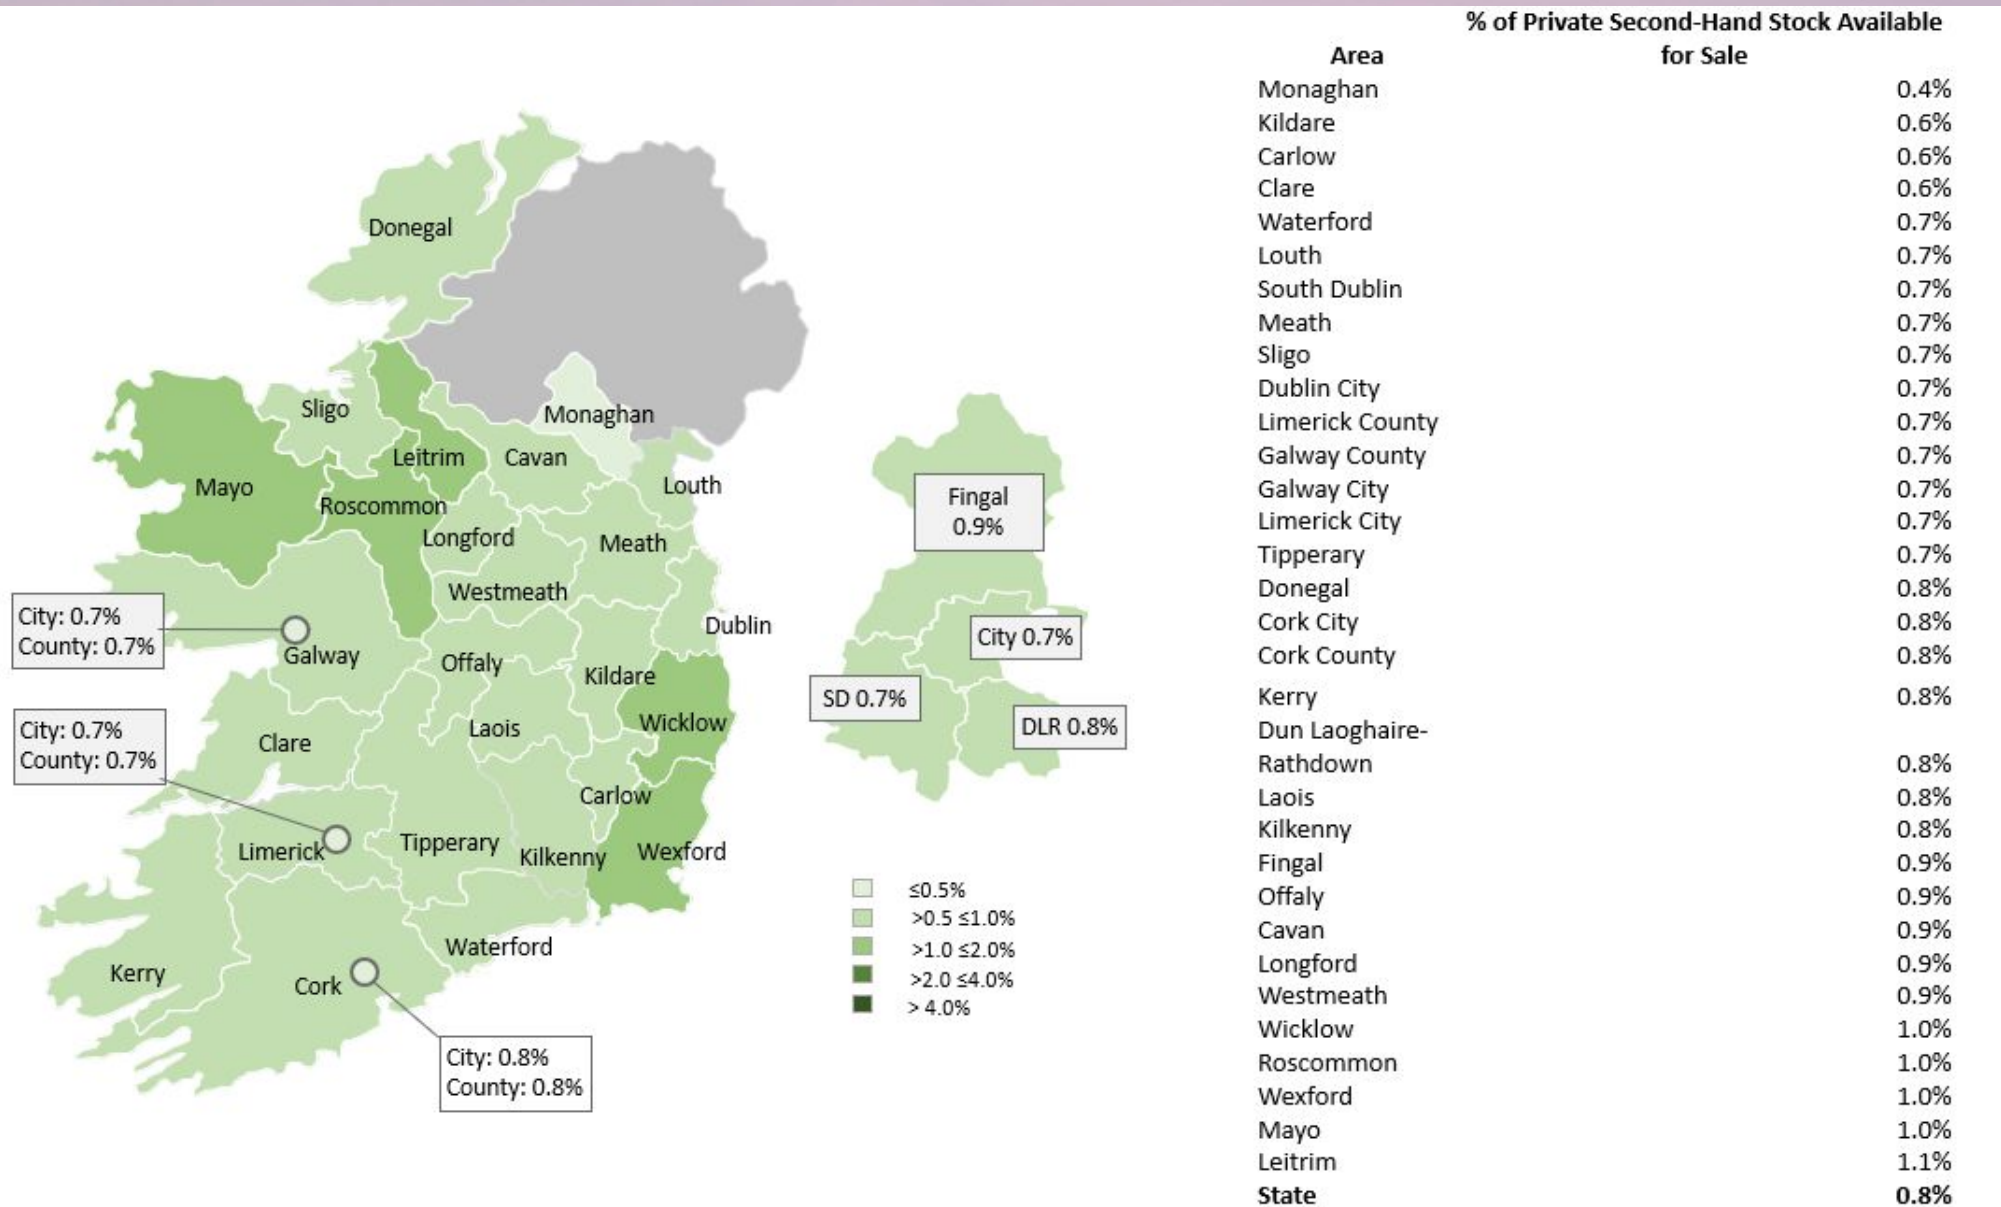 Donegal
Sligo
Monaghan
Leitrim
Cavan
Mayo
Louth
Roscommon
Longford
Meath
Westmeath
City: 0.7%
County: 0.7%
Dublin
Galway
Offaly
Kildare
City: 0.7%
County: 0.7%
Clare
Laois
Wicklow
Carlow
Limerick
Tipperary
Kilkenny
Wexford
Waterford
Kerry
Cork
City: 0.8%
County: 0.8%
Fingal
0.9%
City 0.7%
SD 0.7%
DLR 0.8%
≤0.5%
>0.5 ≤1.0%
>1.0 ≤2.0%
>2.0 ≤4.0%
> 4.0%
% of Private Second-Hand Stock Available
Area for Sale
Monaghan 0.4%
Kildare 0.6%
Carlow 0.6%
Clare 0.6%
Waterford 0.7%
Louth 0.7%
South Dublin 0.7%
Meath 0.7%
Sligo 0.7%
Dublin City 0.7%
Limerick County 0.7%
Galway County 0.7%
Galway City 0.7%
Limerick City 0.7%
Tipperary 0.7%
Donegal 0.8%
Cork City 0.8%
Cork County 0.8%
Kerry 0.8%
Dun Laoghaire-
Rathdown 0.8%
Laois 0.8%
Kilkenny 0.8%
Fingal 0.9%
Offaly 0.9%
Cavan 0.9%
Longford 0.9%
Westmeath 0.9%
Wicklow 1.0%
Roscommon 1.0%
Wexford 1.0%
Mayo 1.0%
Leitrim 1.1%
State 0.8%